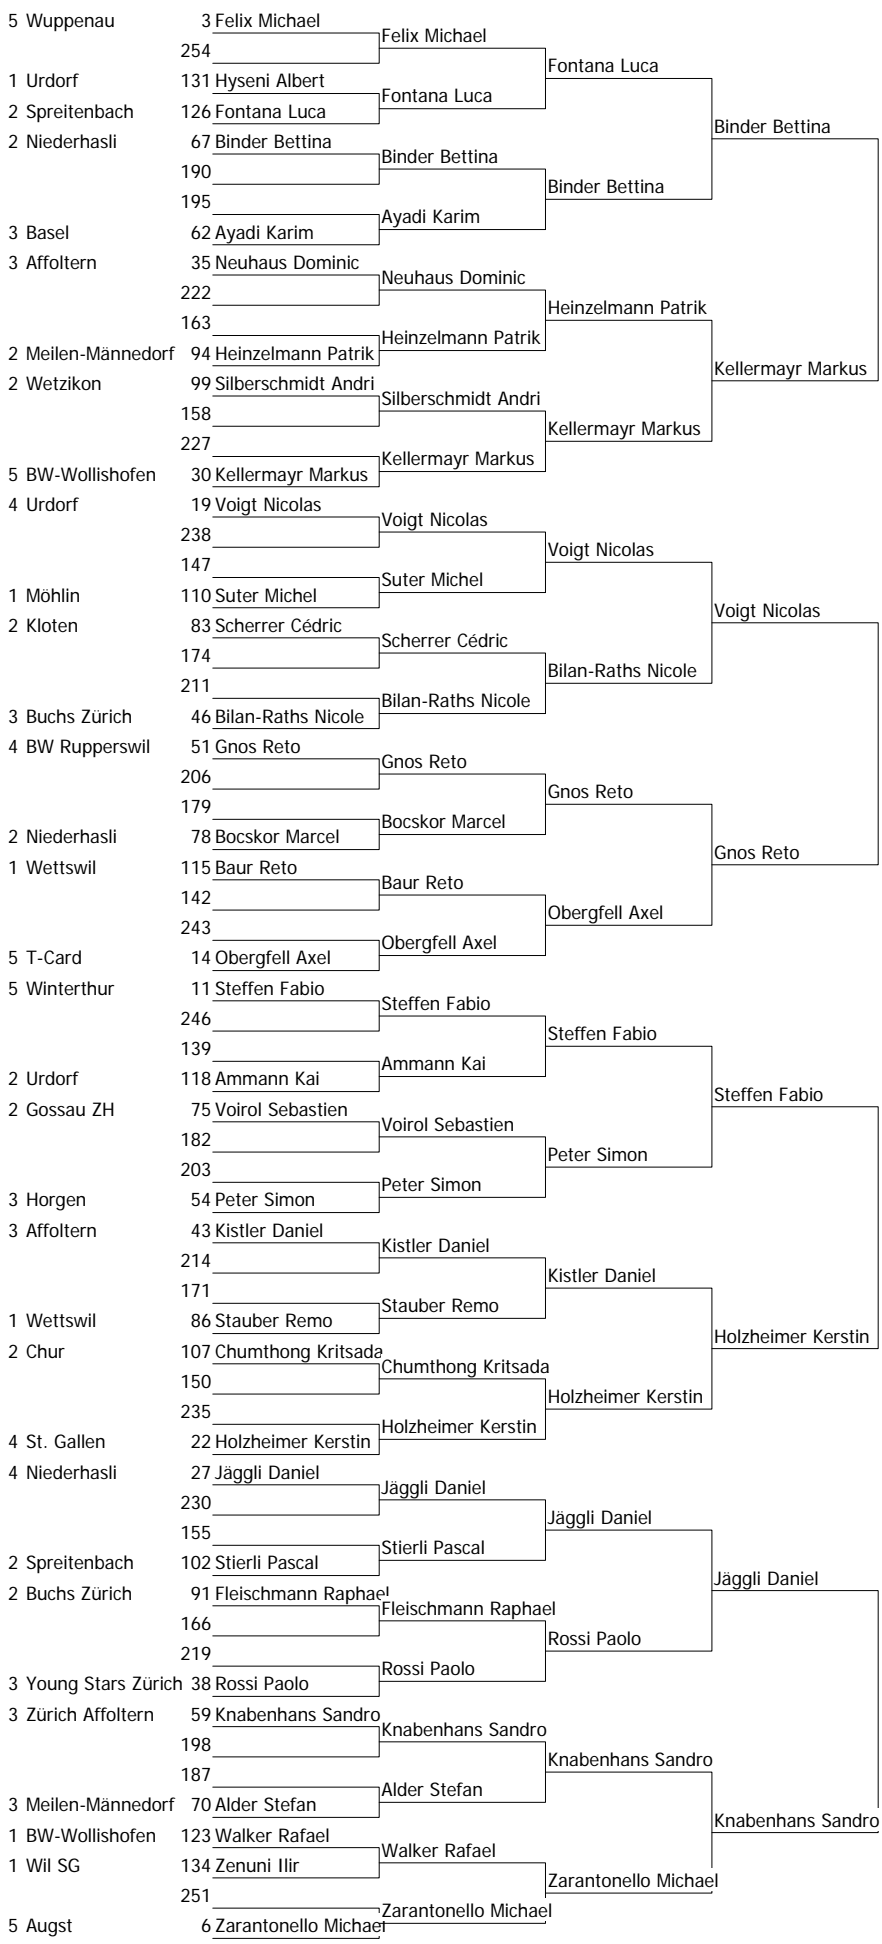 5 Wuppenau 3 Felix Michael
Felix Michael
254
Fontana Luca
1 Urdorf 131 Hyseni Albert
Fontana Luca
2 Spreitenbach 126 Fontana Luca
Binder Bettina
2 Niederhasli 67 Binder Bettina
Binder Bettina
190
Binder Bettina
195
Ayadi Karim
3 Basel 62 Ayadi Karim
3 Affoltern 35 Neuhaus Dominic
Neuhaus Dominic
222
Heinzelmann Patrik
163
Heinzelmann Patrik
2 Meilen-Männedorf 94 Heinzelmann Patrik
Kellermayr Markus
2 Wetzikon 99 Silberschmidt Andri
Silberschmidt Andri
158
Kellermayr Markus
227
Kellermayr Markus
5 BW-Wollishofen 30 Kellermayr Markus
4 Urdorf 19 Voigt Nicolas
Voigt Nicolas
238
Voigt Nicolas
147
Suter Michel
1 Möhlin 110 Suter Michel
Voigt Nicolas
2 Kloten 83 Scherrer Cédric
Scherrer Cédric
174
Bilan-Raths Nicole
211
Bilan-Raths Nicole
3 Buchs Zürich 46 Bilan-Raths Nicole
4 BW Rupperswil 51 Gnos Reto
Gnos Reto
206
Gnos Reto
179
Bocskor Marcel
2 Niederhasli 78 Bocskor Marcel
Gnos Reto
1 Wettswil 115 Baur Reto
Baur Reto
142
Obergfell Axel
243
Obergfell Axel
5 T-Card 14 Obergfell Axel
5 Winterthur 11 Steffen Fabio
Steffen Fabio
246
Steffen Fabio
139
Ammann Kai
2 Urdorf 118 Ammann Kai
Steffen Fabio
2 Gossau ZH 75 Voirol Sebastien
Voirol Sebastien
182
Peter Simon
203
Peter Simon
3 Horgen 54 Peter Simon
3 Affoltern 43 Kistler Daniel
Kistler Daniel
214
Kistler Daniel
171
Stauber Remo
1 Wettswil 86 Stauber Remo
Holzheimer Kerstin
2 Chur 107 Chumthong Kritsada
Chumthong Kritsada
150
Holzheimer Kerstin
235
Holzheimer Kerstin
4 St. Gallen 22 Holzheimer Kerstin
4 Niederhasli 27 Jäggli Daniel
Jäggli Daniel
230
Jäggli Daniel
155
Stierli Pascal
2 Spreitenbach 102 Stierli Pascal
Jäggli Daniel
2 Buchs Zürich 91 Fleischmann Raphael
Fleischmann Raphael
166
Rossi Paolo
219
Rossi Paolo
3 Young Stars Zürich 38 Rossi Paolo
3 Zürich Affoltern 59 Knabenhans Sandro
Knabenhans Sandro
198
Knabenhans Sandro
187
Alder Stefan
3 Meilen-Männedorf 70 Alder Stefan
Knabenhans Sandro
1 BW-Wollishofen 123 Walker Rafael
Walker Rafael
1 Wil SG 134 Zenuni Ilir
Zarantonello Michael
251
Zarantonello Michael
5 Augst 6 Zarantonello Michael